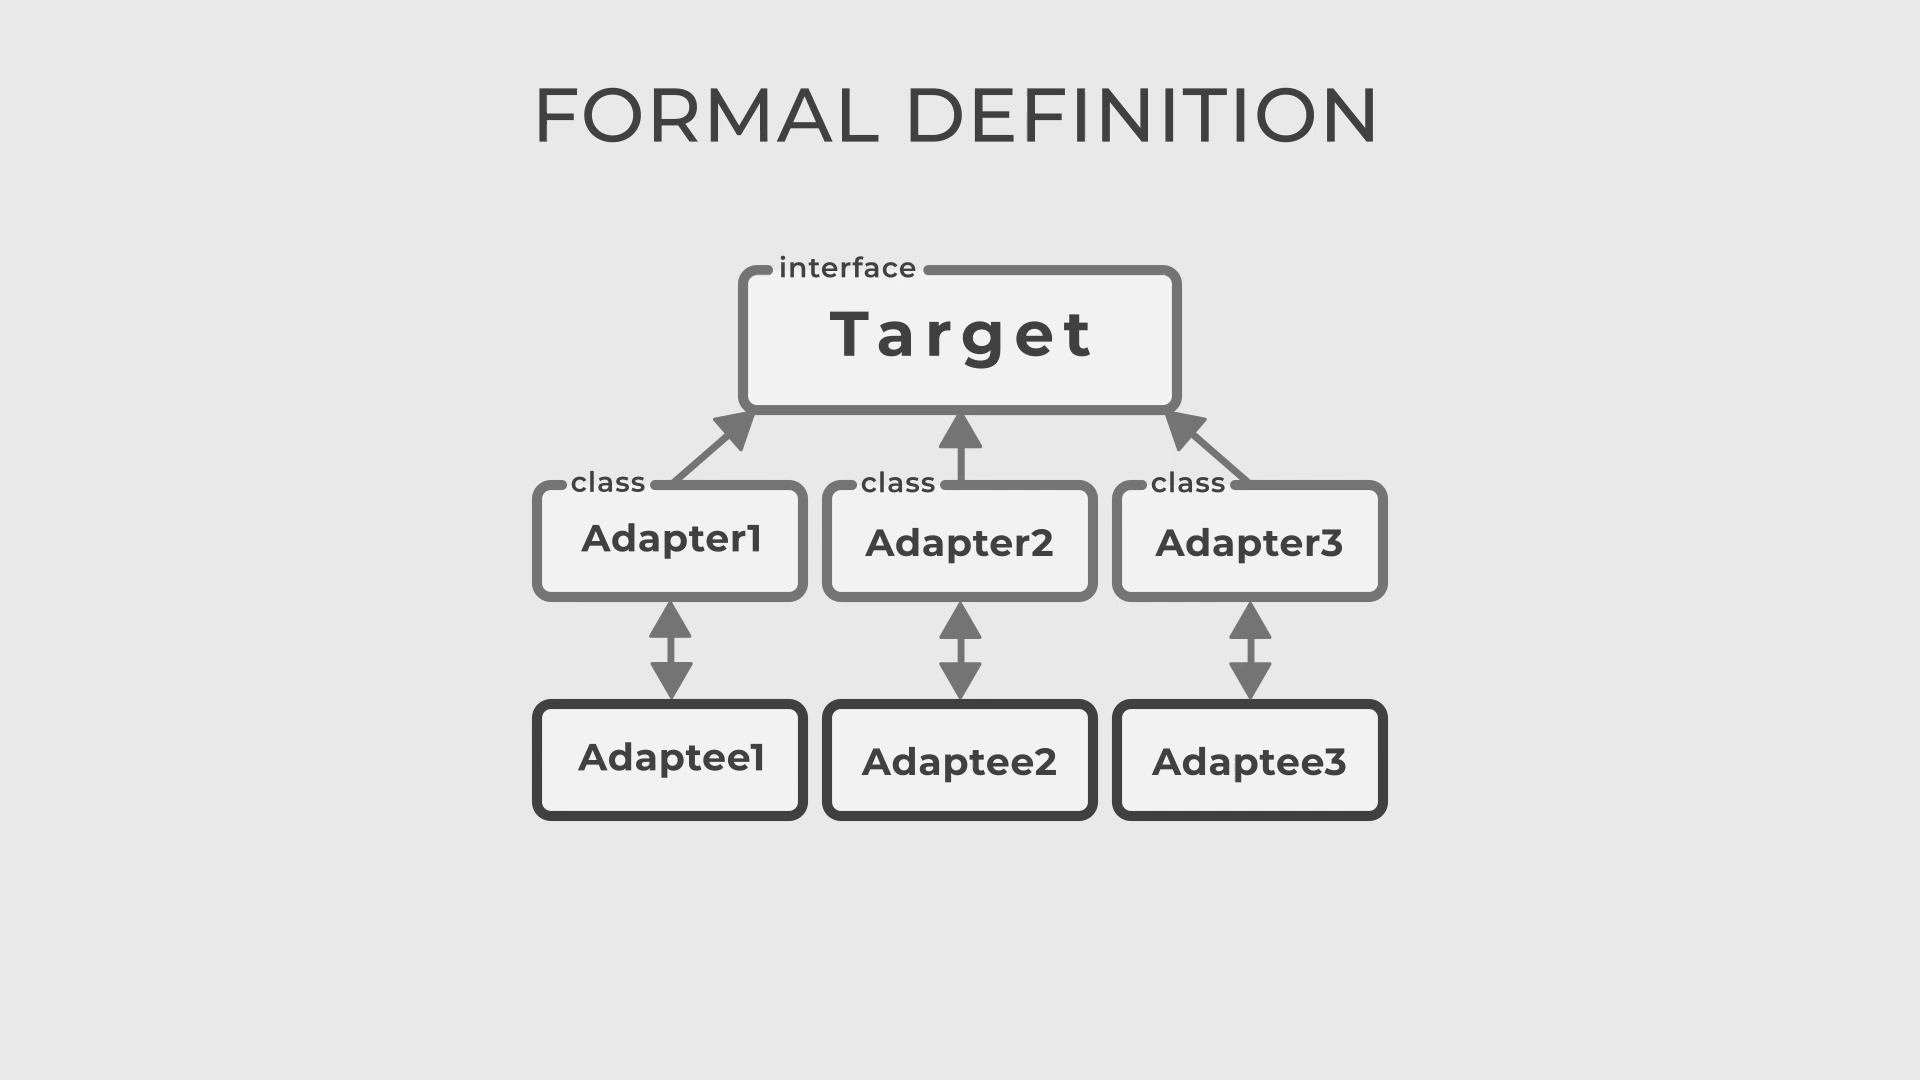 FORMAL DEFINITION
interface
Target
class
Adapter1
class
Adapter2
class
Adapter3
Adaptee1
Adaptee2
Adaptee3